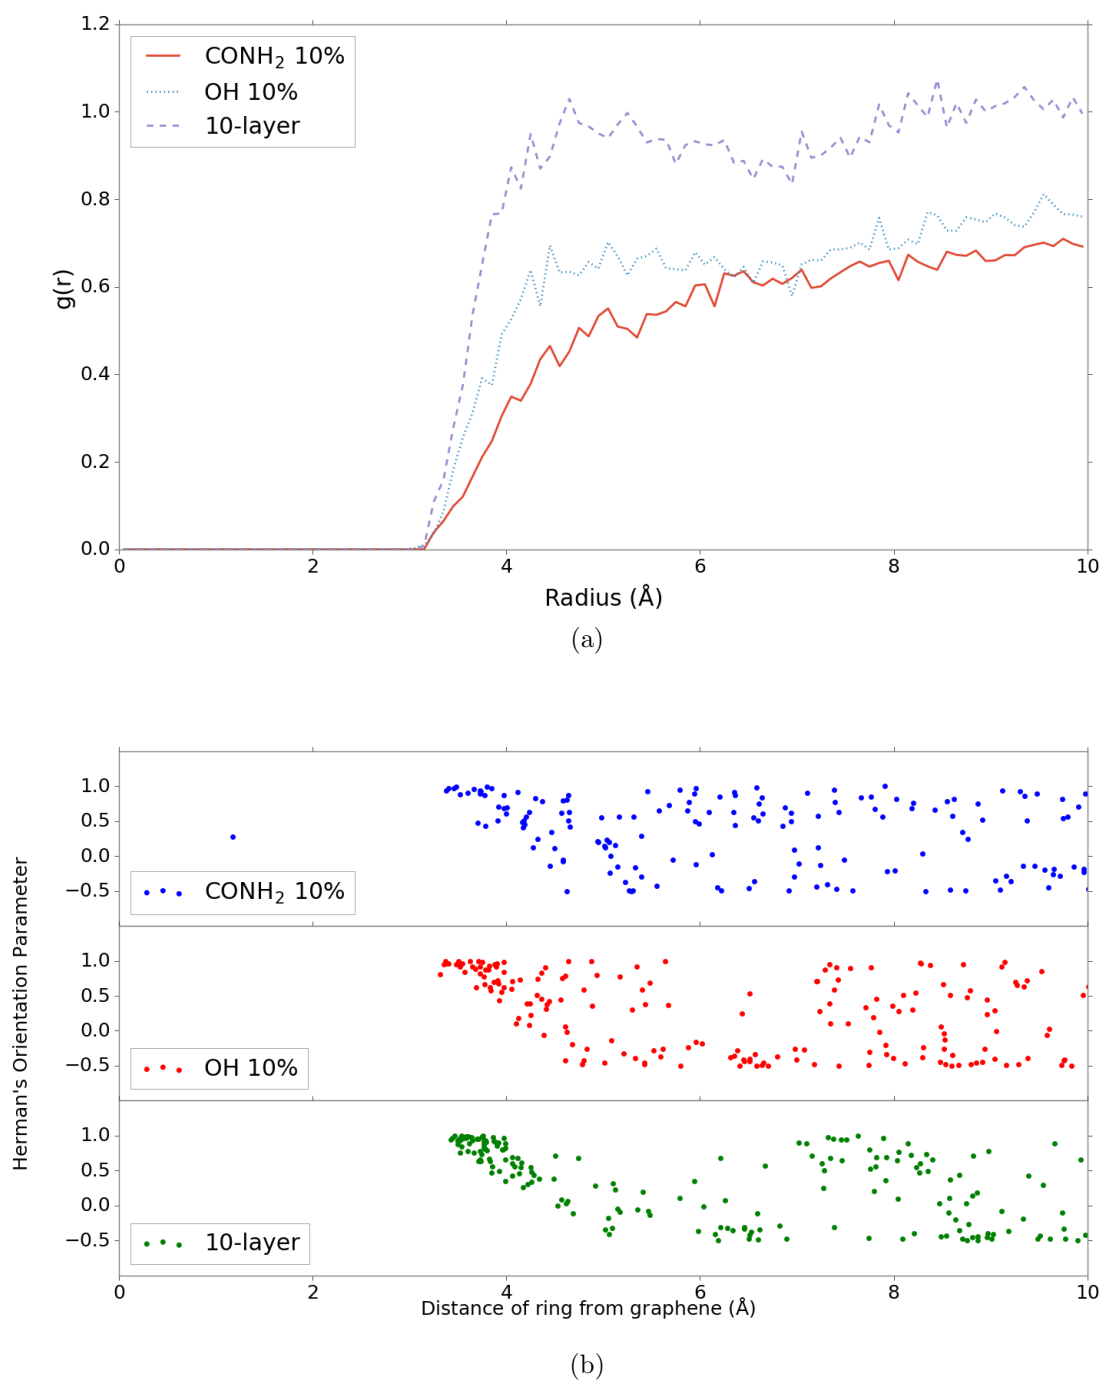 1.2
1.0
0.8
0.6
0.4
0.2
0.0
g(r)
CONH₂ 10%
OH 10%
10-layer
0 2 4 6 8 10
Radius (Å)
(a)
Herman's Orientation Parameter
1.0
0.5
0.0
−0.5
CONH₂ 10%
1.0
0.5
0.0
−0.5
OH 10%
1.0
0.5
0.0
−0.5
10-layer
0 2 4 6 8 10
Distance of ring from graphene (Å)
(b)